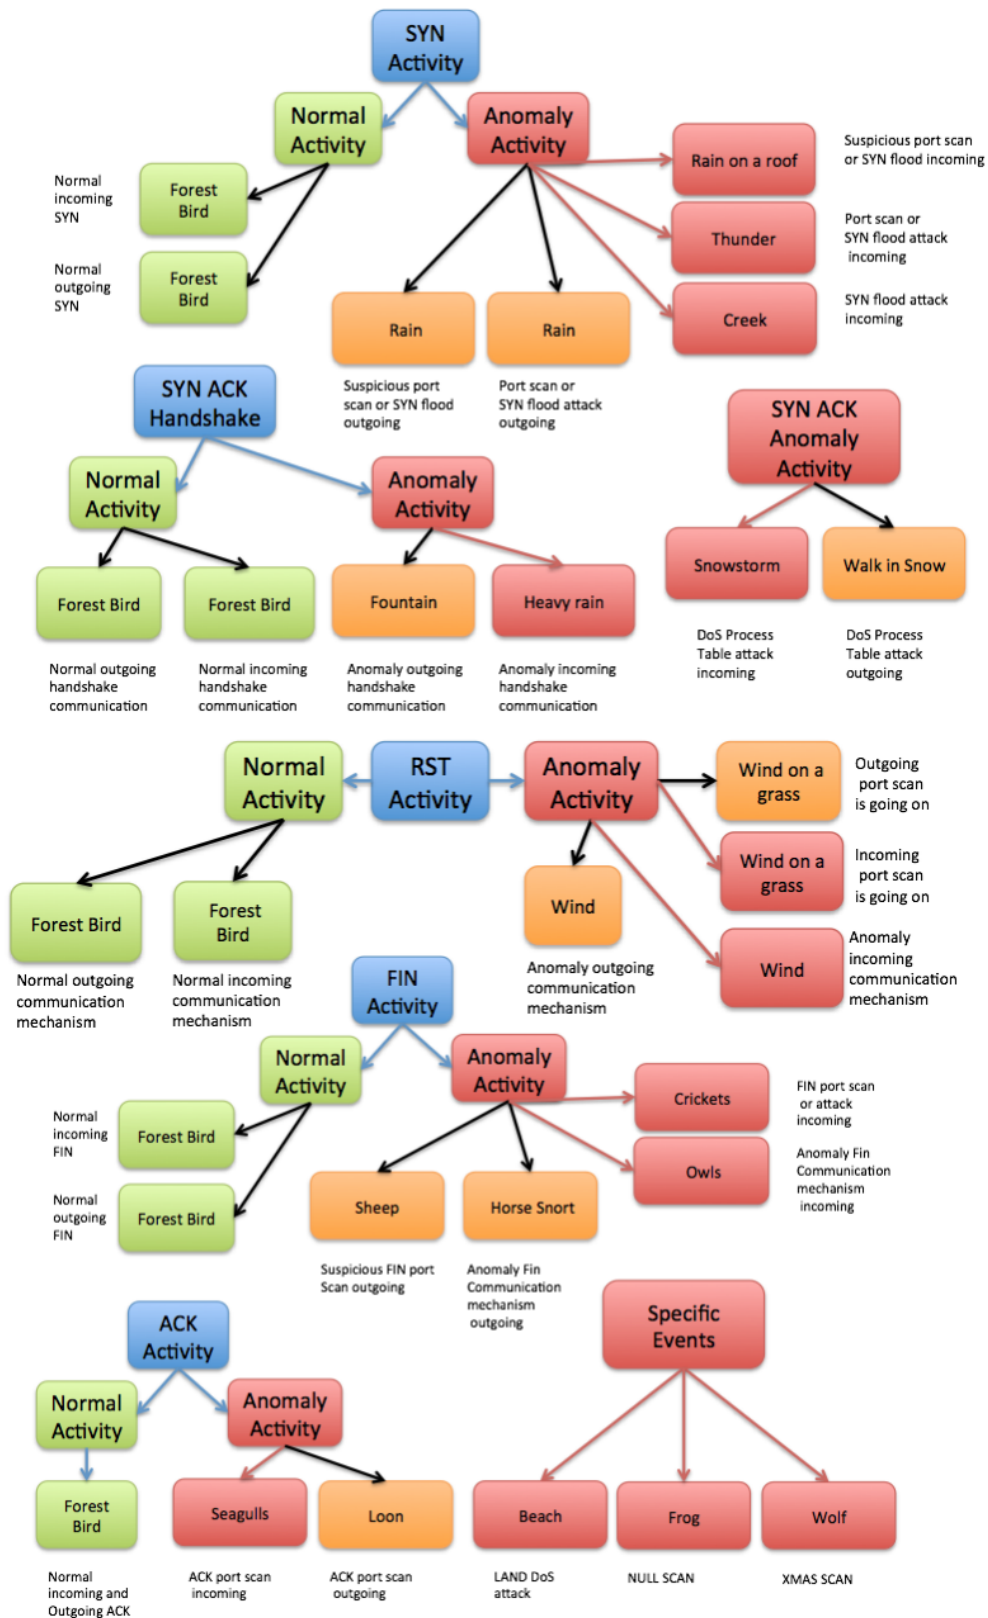 SYN
Activity
Normal
Activity
Anomaly
Activity
Rain on a roof
Suspicious port scan
or SYN flood incoming
Normal
incoming
SYN
Forest
Bird
Thunder
Port scan or
SYN flood attack
incoming
Normal
outgoing
SYN
Forest
Bird
Rain
Rain
Creek
SYN flood attack
incoming
Suspicious port
scan or SYN flood
outgoing
Port scan or
SYN flood attack
outgoing
SYN ACK
Handshake
Normal
Activity
Anomaly
Activity
Forest Bird
Forest Bird
Fountain
Heavy rain
Normal outgoing
handshake
communication
Normal incoming
handshake
communication
Anomaly outgoing
handshake
communication
Anomaly incoming
handshake
communication
SYN ACK
Anomaly
Activity
Snowstorm
Walk in Snow
DoS Process
Table attack
incoming
DoS Process
Table attack
outgoing
Normal
Activity
RST
Activity
Anomaly
Activity
Wind on a
grass
Outgoing
port scan
is going on
Wind on a
grass
Incoming
port scan
is going on
Forest Bird
Forest
Bird
Wind
Wind
Anomaly
incoming
communication
mechanism
Normal outgoing
communication
mechanism
Normal incoming
communication
mechanism
Anomaly outgoing
communication
mechanism
FIN
Activity
Normal
Activity
Anomaly
Activity
Crickets
FIN port scan
or attack
incoming
Normal
incoming
FIN
Forest Bird
Owls
Anomaly Fin
Communication
mechanism
incoming
Normal
outgoing
FIN
Forest Bird
Sheep
Horse Snort
Suspicious FIN port
Scan outgoing
Anomaly Fin
Communication
mechanism
outgoing
ACK
Activity
Normal
Activity
Anomaly
Activity
Forest
Bird
Seagulls
Loon
Normal
incoming and
Outgoing ACK
ACK port scan
incoming
ACK port scan
outgoing
Specific
Events
Beach
Frog
Wolf
LAND DoS
attack
NULL SCAN
XMAS SCAN